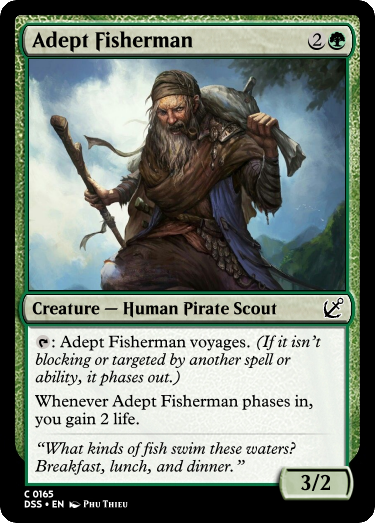 Adept Fisherman 2
Creature — Human Pirate Scout
: Adept Fisherman voyages. (If it isn't
blocking or targeted by another spell or
ability, it phases out.)
Whenever Adept Fisherman phases in,
you gain 2 life.
“What kinds of fish swim these waters?
Breakfast, lunch, and dinner.”
3/2
C 0165
DSS • EN Phu Thieu